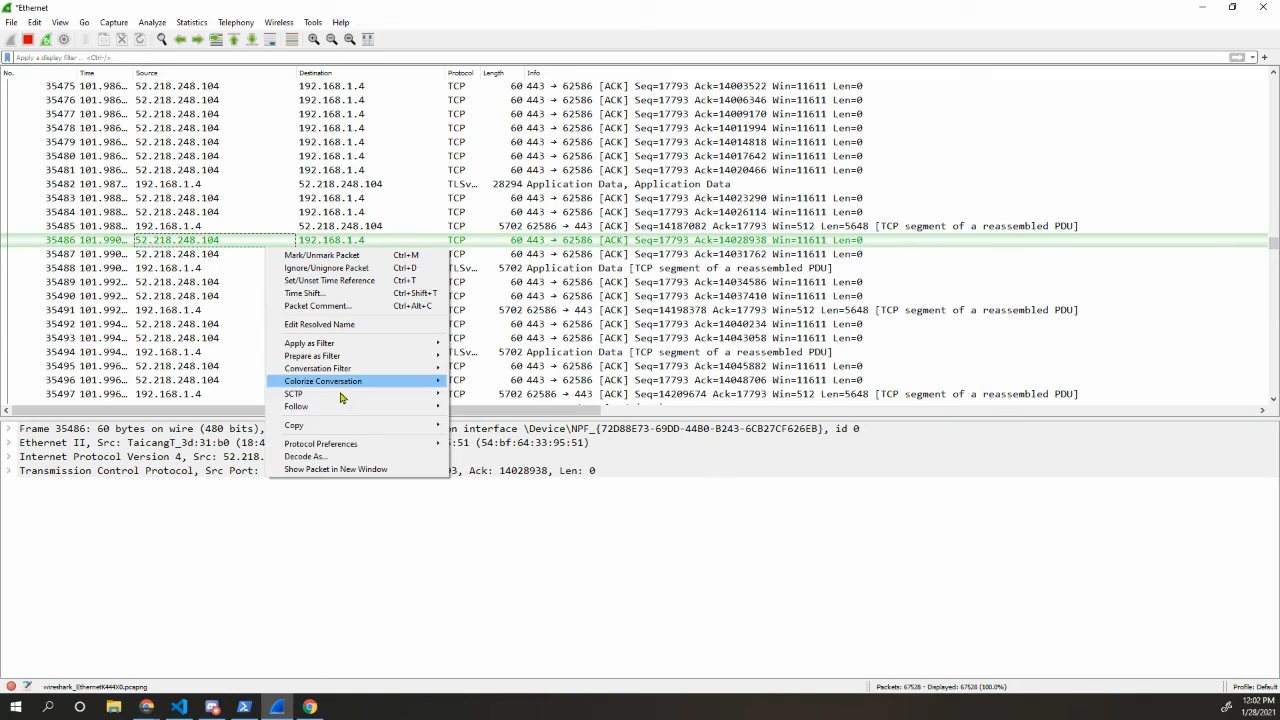 *Ethernet
File Edit View Go Capture Analyze Statistics Telephony Wireless Tools Help
Apply a display filter ... <Ctrl-/>
No. Time Source Destination Protocol Length Info
35475 101.986… 52.218.248.104 192.168.1.4 TCP 60 443 → 62586 [ACK] Seq=17793 Ack=14003522 Win=11611 Len=0
35476 101.986… 52.218.248.104 192.168.1.4 TCP 60 443 → 62586 [ACK] Seq=17793 Ack=14006346 Win=11611 Len=0
35477 101.986… 52.218.248.104 192.168.1.4 TCP 60 443 → 62586 [ACK] Seq=17793 Ack=14009170 Win=11611 Len=0
35478 101.986… 52.218.248.104 192.168.1.4 TCP 60 443 → 62586 [ACK] Seq=17793 Ack=14011994 Win=11611 Len=0
35479 101.986… 52.218.248.104 192.168.1.4 TCP 60 443 → 62586 [ACK] Seq=17793 Ack=14014818 Win=11611 Len=0
35480 101.986… 52.218.248.104 192.168.1.4 TCP 60 443 → 62586 [ACK] Seq=17793 Ack=14017642 Win=11611 Len=0
35481 101.986… 52.218.248.104 192.168.1.4 TCP 60 443 → 62586 [ACK] Seq=17793 Ack=14020466 Win=11611 Len=0
35482 101.987… 192.168.1.4 52.218.248.104 TLSv… 28294 Application Data, Application Data
35483 101.989… 52.218.248.104 192.168.1.4 TCP 60 443 → 62586 [ACK] Seq=17793 Ack=14023290 Win=11611 Len=0
35484 101.989… 52.218.248.104 192.168.1.4 TCP 60 443 → 62586 [ACK] Seq=17793 Ack=14026114 Win=11611 Len=0
35485 101.989… 192.168.1.4 52.218.248.104 TCP 5702 62586 → 443 [ACK] Seq=14187082 Ack=17793 Win=512 Len=5648 [TCP segment of a reassembled PDU]
35486 101.990… 52.218.248.104 192.168.1.4 TCP 60 443 → 62586 [ACK] Seq=17793 Ack=14028938 Win=11611 Len=0
35487 101.990… 52.218.248.104 TCP 60 443 → 62586 [ACK] Seq=17793 Ack=14031762 Win=11611 Len=0
35488 101.990… 192.168.1.4 TLSv… 5702 Application Data [TCP segment of a reassembled PDU]
35489 101.992… 52.218.248.104 TCP 60 443 → 62586 [ACK] Seq=17793 Ack=14034586 Win=11611 Len=0
35490 101.992… 52.218.248.104 TCP 60 443 → 62586 [ACK] Seq=17793 Ack=14037410 Win=11611 Len=0
35491 101.992… 192.168.1.4 TCP 5702 62586 → 443 [ACK] Seq=14198378 Ack=17793 Win=512 Len=5648 [TCP segment of a reassembled PDU]
35492 101.994… 52.218.248.104 TCP 60 443 → 62586 [ACK] Seq=17793 Ack=14040234 Win=11611 Len=0
35493 101.994… 52.218.248.104 TCP 60 443 → 62586 [ACK] Seq=17793 Ack=14043058 Win=11611 Len=0
35494 101.994… 192.168.1.4 TLSv… 5702 Application Data [TCP segment of a reassembled PDU]
35495 101.996… 52.218.248.104 TCP 60 443 → 62586 [ACK] Seq=17793 Ack=14045882 Win=11611 Len=0
35496 101.996… 52.218.248.104 TCP 60 443 → 62586 [ACK] Seq=17793 Ack=14048706 Win=11611 Len=0
35497 101.996… 192.168.1.4 TCP 5702 62586 → 443 [ACK] Seq=14209674 Ack=17793 Win=512 Len=5648 [TCP segment of a reassembled PDU]
Mark/Unmark Packet Ctrl+M
Ignore/Unignore Packet Ctrl+D
Set/Unset Time Reference Ctrl+T
Time Shift... Ctrl+Shift+T
Packet Comment... Ctrl+Alt+C
Edit Resolved Name
Apply as Filter
Prepare as Filter
Conversation Filter
Colorize Conversation
SCTP
Follow
Copy
Protocol Preferences
Decode As...
Show Packet in New Window
Frame 35486: 60 bytes on wire (480 bits), on interface \Device\NPF_{72D88E73-69DD-44B0-B243-6CB27CF626EB}, id 0
Ethernet II, Src: TaicangT_3d:31:b0 (18:4 :51 (54:bf:64:33:95:51)
Internet Protocol Version 4, Src: 52.218.
Transmission Control Protocol, Src Port: 93, Ack: 14028938, Len: 0
wireshark_EthernetK444X0.pcapng Packets: 67528 · Displayed: 67528 (100.0%) Profile: Default
12:02 PM
1/28/2021